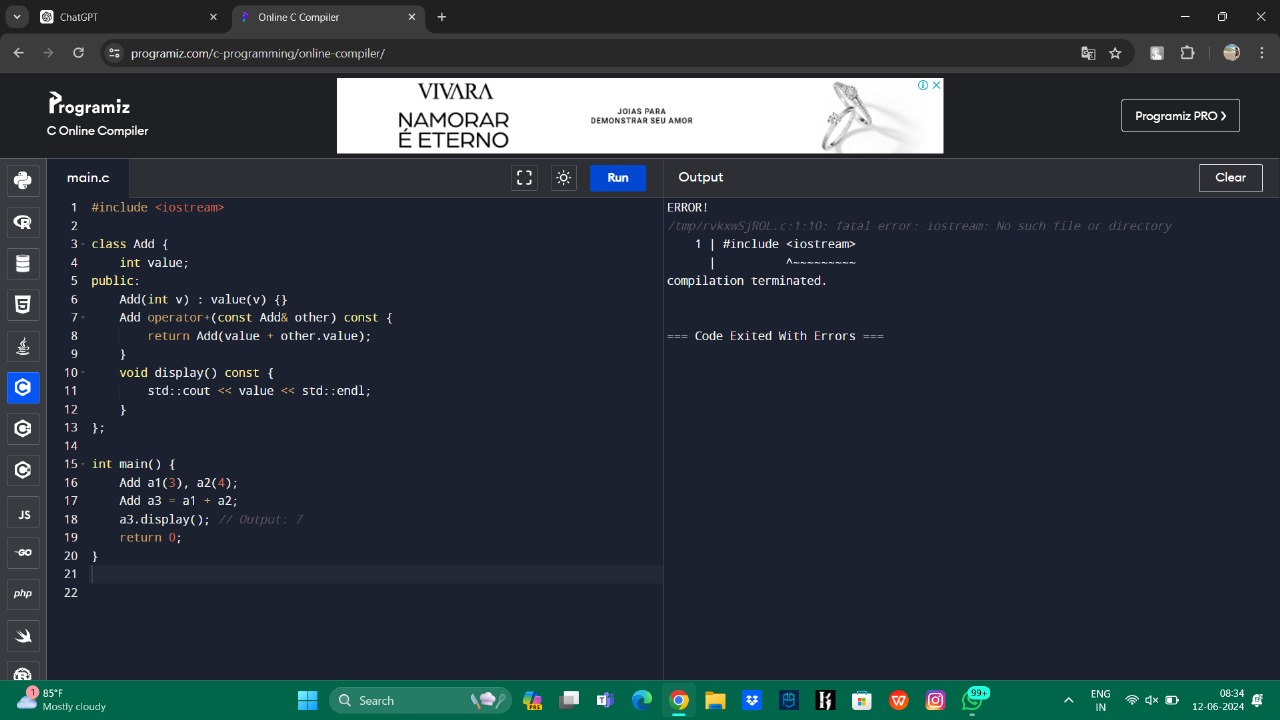 ChatGPT
Online C Compiler
programiz.com/c-programming/online-compiler/
Programiz
C Online Compiler
VIVARA
NAMORAR
É ETERNO
JOIAS PARA
DEMONSTRAR SEU AMOR
Programiz PRO
main.c
Run
Output
Clear
1 #include <iostream>
2
3 class Add {
4     int value;
5 public:
6     Add(int v) : value(v) {}
7     Add operator+(const Add& other) const {
8         return Add(value + other.value);
9     }
10     void display() const {
11         std::cout << value << std::endl;
12     }
13 };
14
15 int main() {
16     Add a1(3), a2(4);
17     Add a3 = a1 + a2;
18     a3.display(); // Output: 7
19     return 0;
20 }
21
22
ERROR!
/tmp/rvkxwSjROL.c:1:10: fatal error: iostream: No such file or directory
    1 | #include <iostream>
      |          ^~~~~~~~~~
compilation terminated.
=== Code Exited With Errors ===
JS
GO
php
1
85°F
Mostly cloudy
Search
PRE
99+
ENG
IN
08:34
12-06-2024